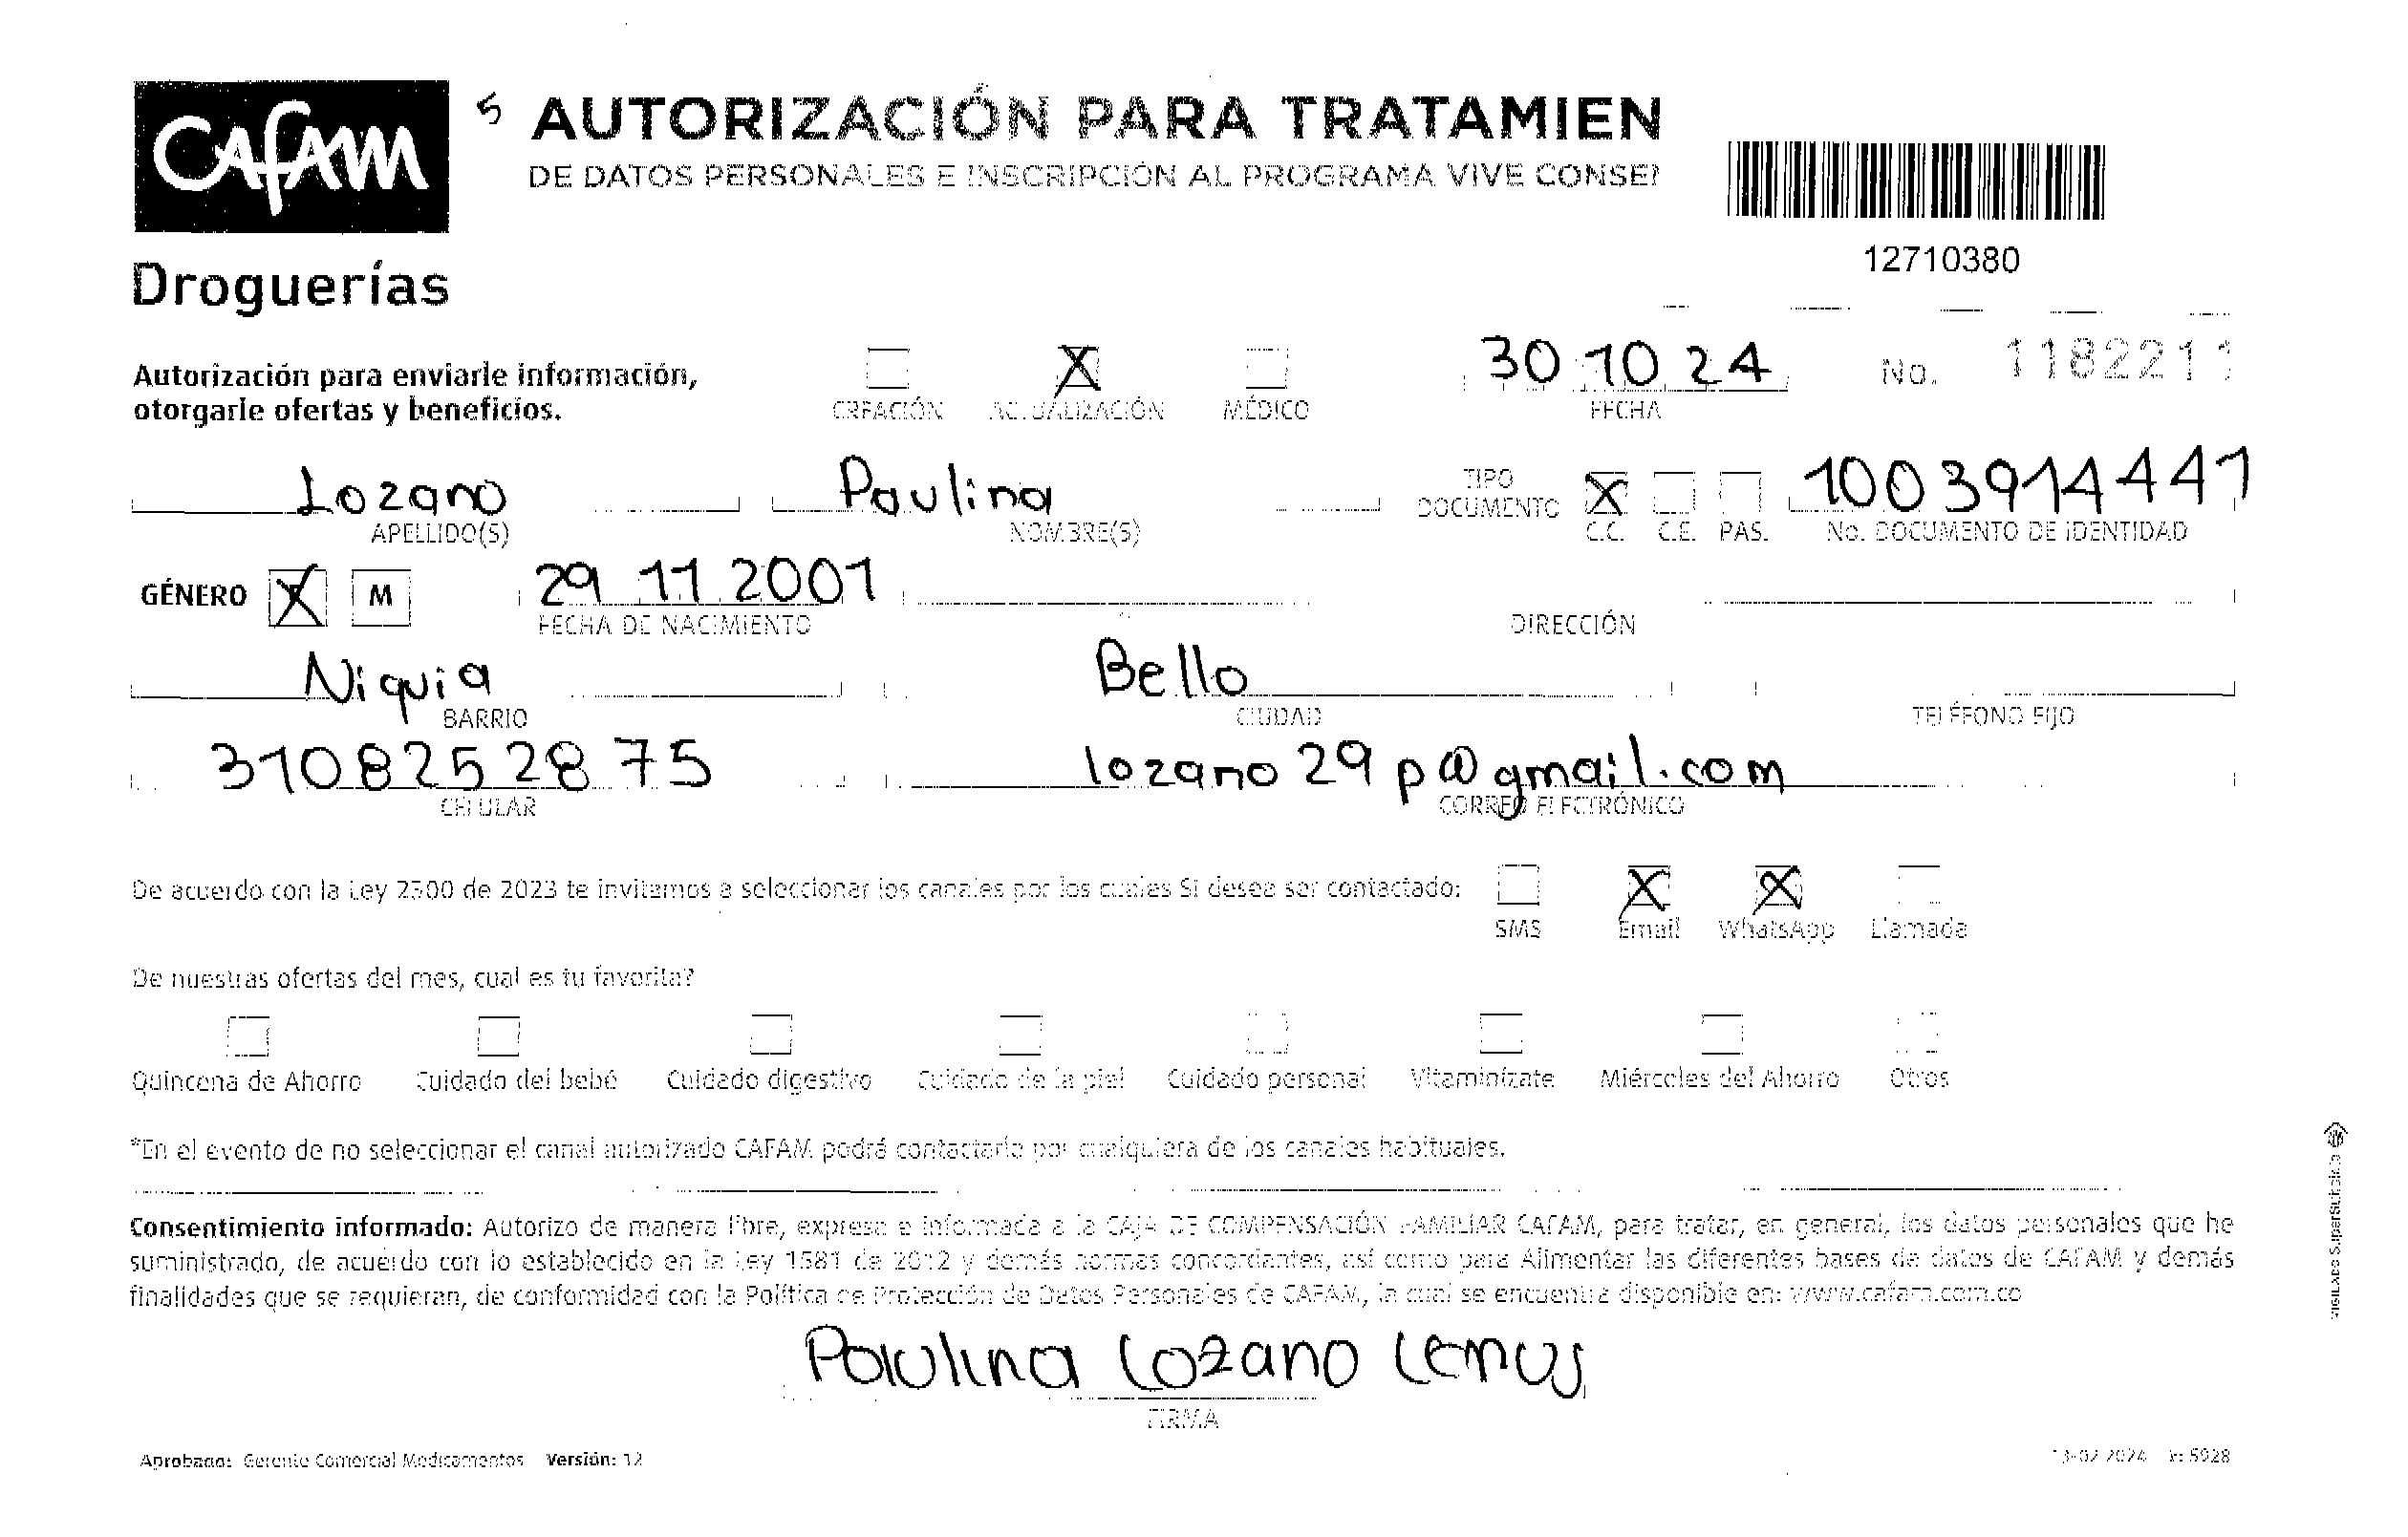 CAFAM
5 AUTORIZACIÓN PARA TRATAMIEN
DE DATOS PERSONALES E INSCRIPCIÓN AL PROGRAMA VIVE CONSE
12710380
Droguerías
Autorización para enviarle información,
otorgarle ofertas y beneficios.
CREACIÓN ACTUALIZACIÓN MÉDICO
30 10 24
FECHA
No. 1182211
Lozano
APELLIDO(S)
Paulina
NOMBRE(S)
TIPO
DOCUMENTO
X
C.C. C.E. PAS.
1003914441
No. DOCUMENTO DE IDENTIDAD
GÉNERO X M
29 11 2001
FECHA DE NACIMIENTO
DIRECCIÓN
Niquia
BARRIO
Bello
CIUDAD
TELÉFONO FIJO
3108252875
CELULAR
lozano29p@gmail.com
CORREO ELECTRÓNICO
De acuerdo con la Ley 2300 de 2023 te invitamos a seleccionar los canales por los cuales Si desea ser contactado:
SMS Email WhatsApp Llamada
De nuestras ofertas del mes, cual es tu favorita?
Quincena de Ahorro Cuidado del bebé Cuidado digestivo Cuidado de la piel Cuidado personal Vitamínizate Miércoles del Ahorro Otros
*En el evento de no seleccionar el canal autorizado CAFAM podrá contactarle por cualquiera de los canales habituales.
Consentimiento informado: Autorizo de manera libre, expresa e informada a la CAJA DE COMPENSACIÓN FAMILIAR CAFAM, para tratar, en general, los datos personales que he
suministrado, de acuerdo con lo establecido en la Ley 1581 de 2012 y demás normas concordantes, así como para Alimentar las diferentes bases de datos de CAFAM y demás
finalidades que se requieran, de conformidad con la Política de Protección de Datos Personales de CAFAM, la cual se encuentra disponible en: www.cafam.com.co
Paulina Lozano Lemus
FIRMA
Aprobado: Gerente Comercial Medicamentos Versión: 12
13-02-2024 5928
VIGILADO SuperSubsidio